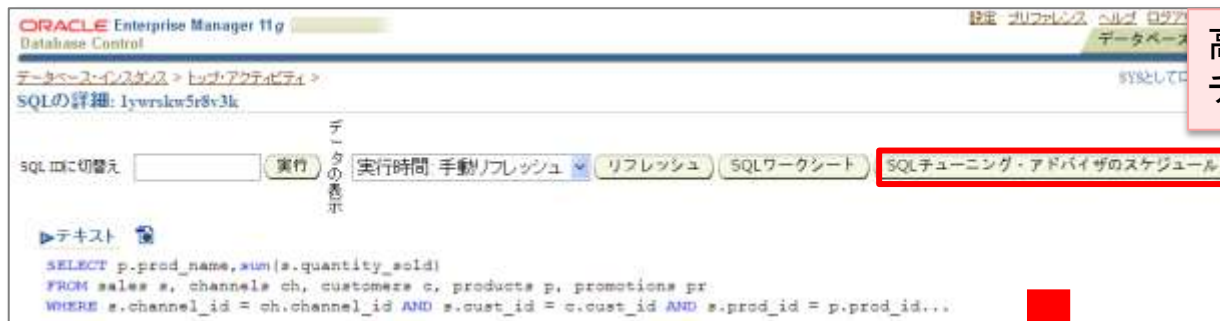 ORACLE Enterprise Manager 11g
Database Control
設定 プリファレンス ヘルプ ログア
データベース
データベース・インスタンス > トップ・アクティビティ >
SYSとしてロ
SQLの詳細: 1ywrskw5r8v3k
SQL IDに切替え 実行 データの表示 実行時間 手動リフレッシュ リフレッシュ SQLワークシート SQLチューニング・アドバイザのスケジュール
テキスト
SELECT p.prod_name,sum(s.quantity_sold)
FROM sales s, channels ch, customers c, products p, promotions pr
WHERE s.channel_id = ch.channel_id AND s.cust_id = c.cust_id AND s.prod_id = p.prod_id...